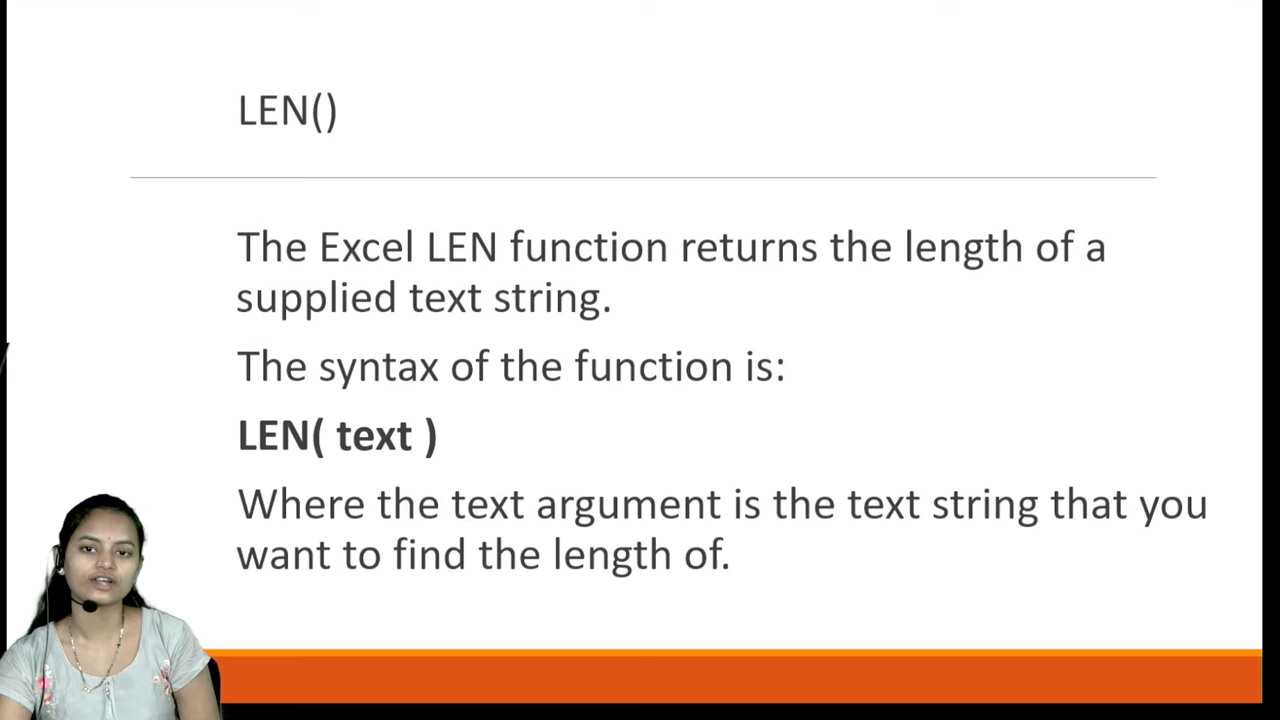 LEN()
The Excel LEN function returns the length of a
supplied text string.
The syntax of the function is:
LEN( text )
Where the text argument is the text string that you
want to find the length of.